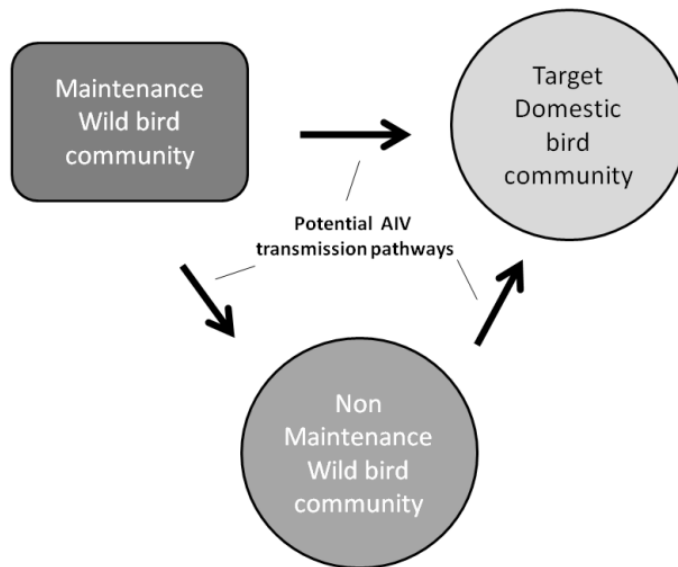 Maintenance
Wild bird
community
Target
Domestic
bird
community
Potential AIV
transmission pathways
Non
Maintenance
Wild bird
community